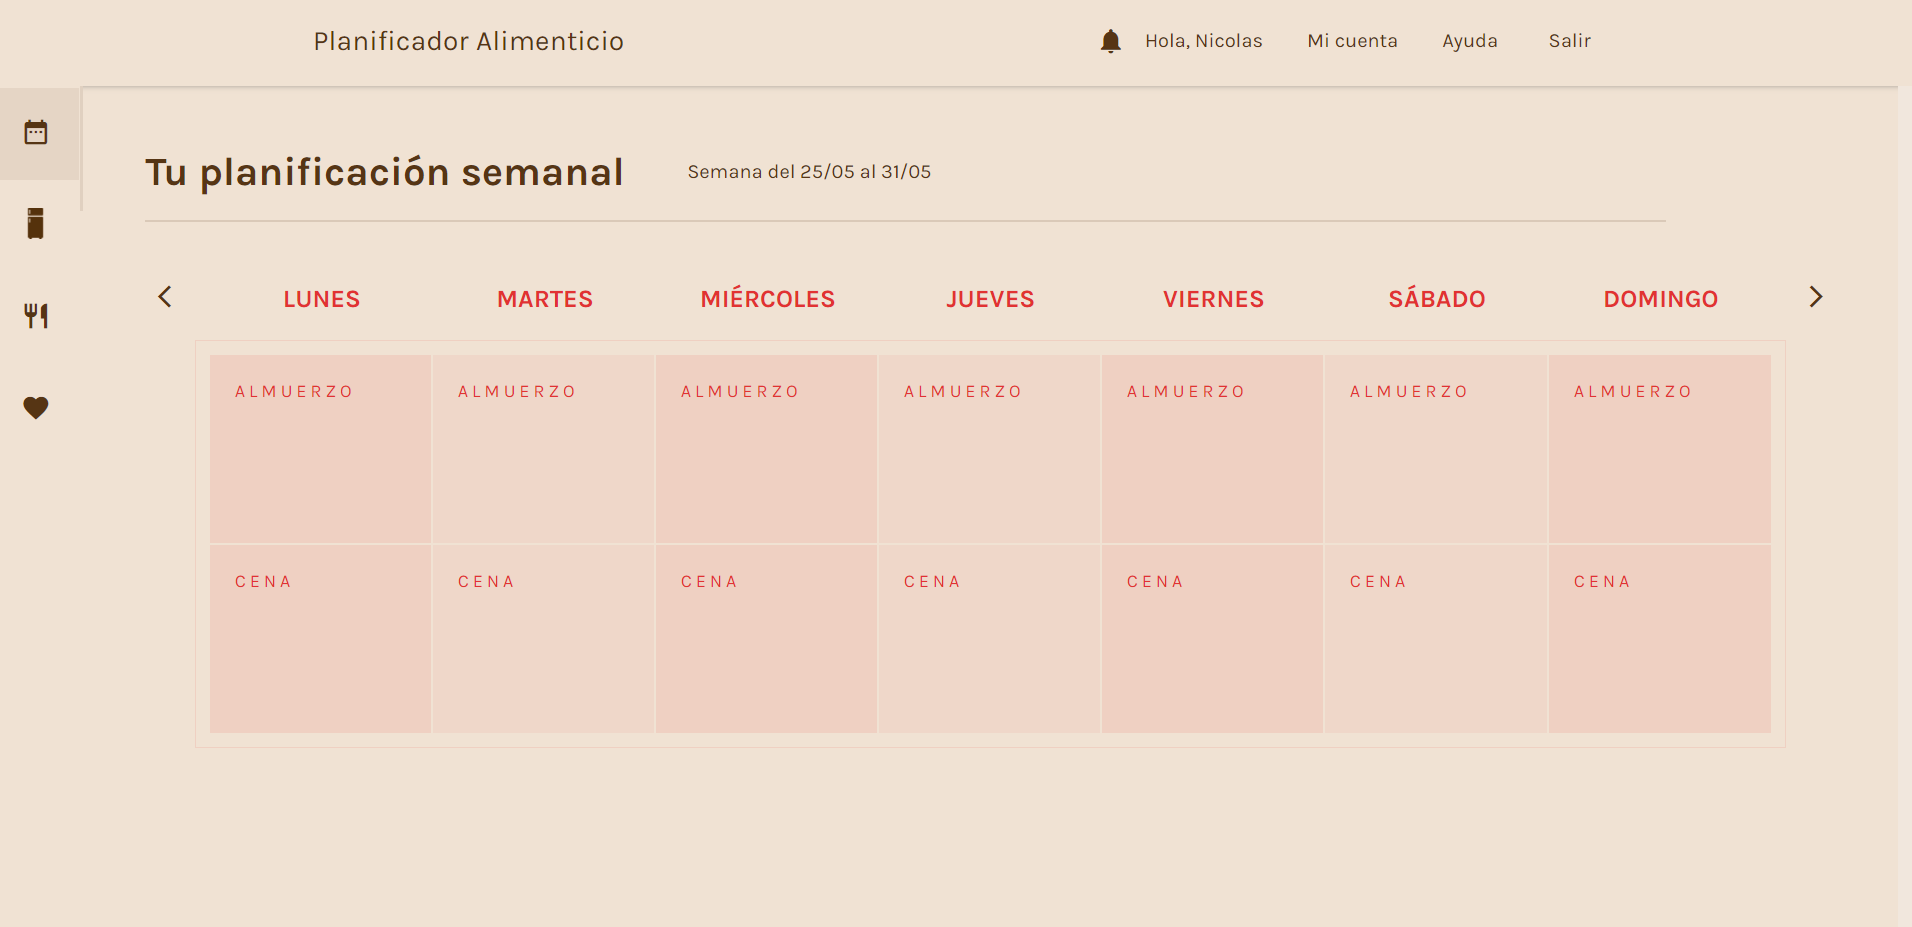 Planificador Alimenticio
Hola, Nicolas Mi cuenta Ayuda Salir
Tu planificación semanal
Semana del 25/05 al 31/05
LUNES MARTES MIÉRCOLES JUEVES VIERNES SÁBADO DOMINGO
ALMUERZO ALMUERZO ALMUERZO ALMUERZO ALMUERZO ALMUERZO ALMUERZO
CENA CENA CENA CENA CENA CENA CENA